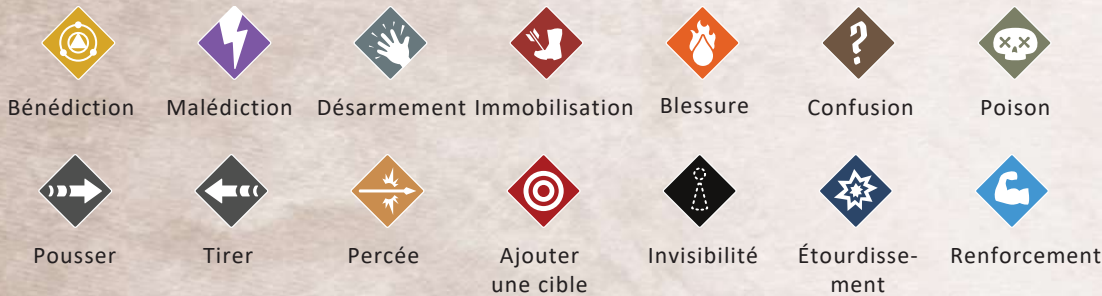 Bénédiction Malédiction Désarmement Immobilisation Blessure Confusion Poison
Pousser Tirer Percée Ajouter une cible Invisibilité Étourdisse-ment Renforcement